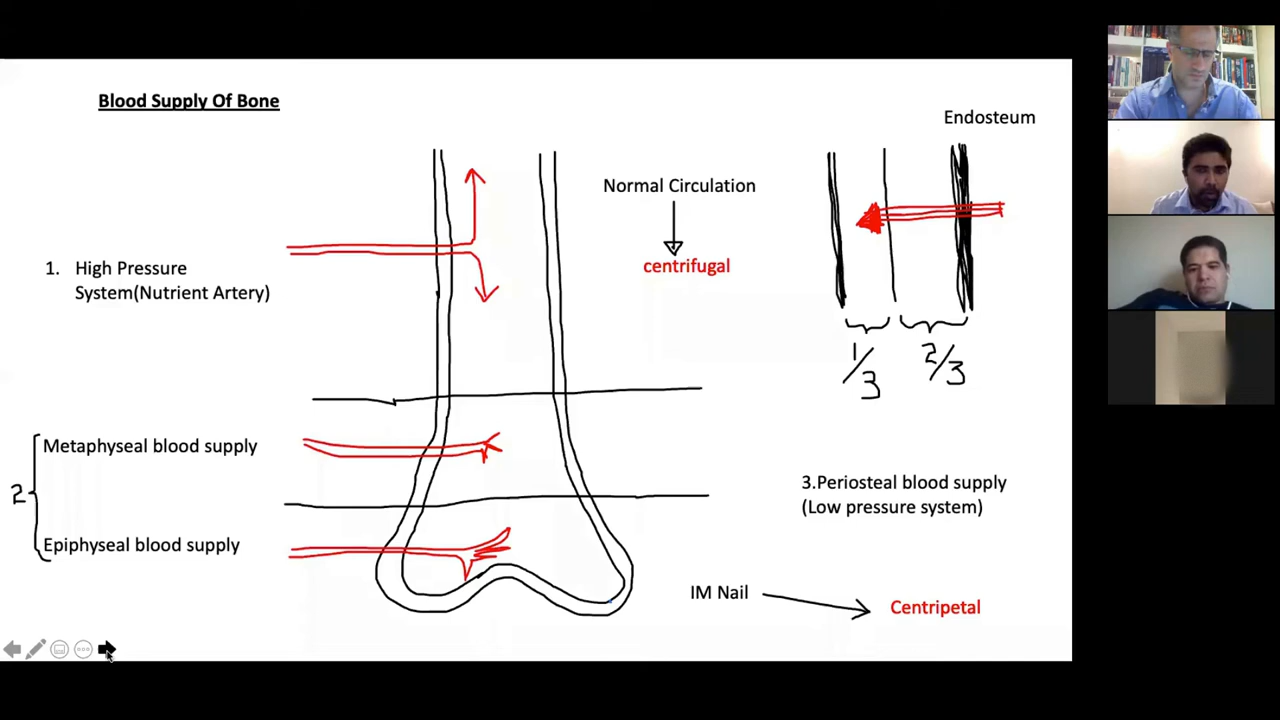 Blood Supply Of Bone
Endosteum
Normal Circulation
centrifugal
1. High Pressure
System(Nutrient Artery)
1/3
2/3
Metaphyseal blood supply
2
Epiphyseal blood supply
3.Periosteal blood supply
(Low pressure system)
IM Nail
Centripetal